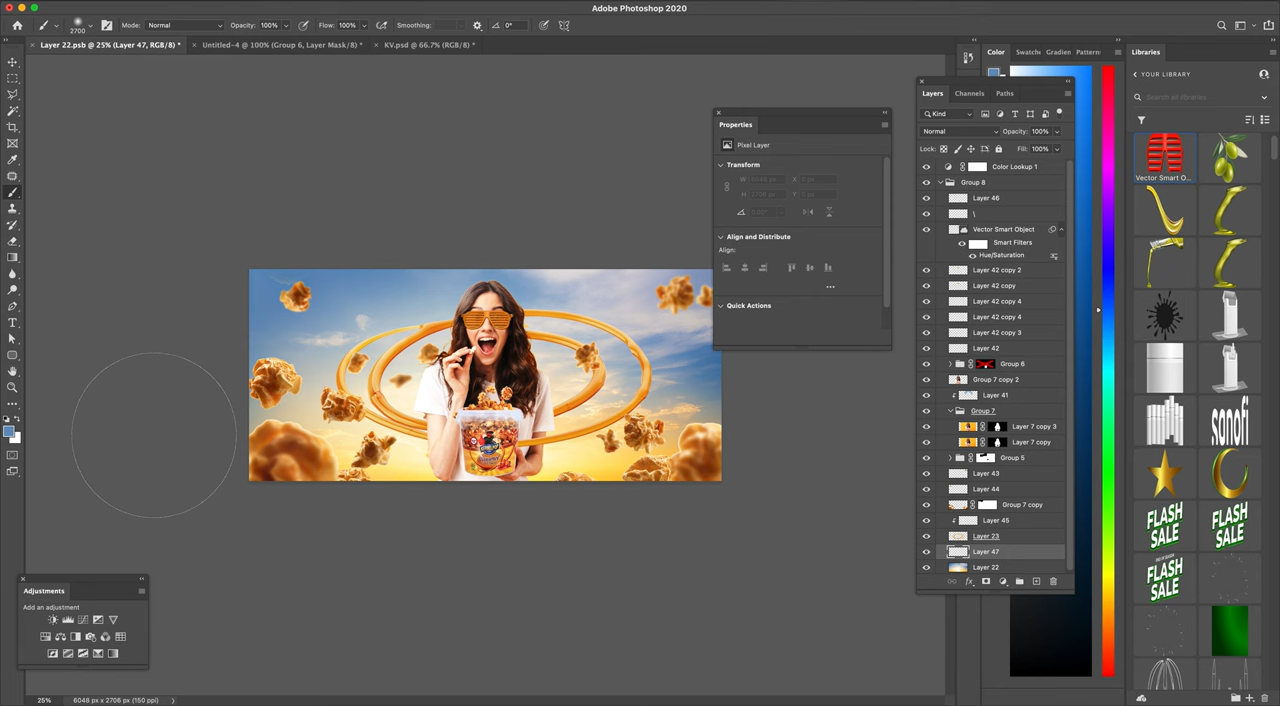 Adobe Photoshop 2020
2700
Mode: Normal
Opacity: 100%
Flow: 100%
Smoothing:
0°
Layer 22.psb @ 25% (Layer 47, RGB/8) *
Untitled-4 @ 100% (Group 6, Layer Mask/8) *
KV.psd @ 66.7% (RGB/8) *
Properties
Pixel Layer
Transform
W
X
H
Y
Align and Distribute
Align:
Quick Actions
Color
Swatch
Gradien
Pattern
Layers
Channels
Paths
Kind
Normal
Opacity: 100%
Lock:
Fill: 100%
Color Lookup 1
Group 8
Layer 46
\
Vector Smart Object
Smart Filters
Hue/Saturation
Layer 42 copy 2
Layer 42 copy
Layer 42 copy 4
Layer 42 copy 4
Layer 42 copy 3
Layer 42
Group 6
Group 7 copy 2
Layer 41
Group 7
Layer 7 copy 3
Layer 7 copy
Group 5
Layer 43
Layer 44
Group 7 copy
Layer 45
Layer 23
Layer 47
Layer 22
fx
Libraries
YOUR LIBRARY
Search all libraries
Vector Smart O...
sonofi
FLASH
SALE
FLASH
SALE
FLASH
SALE
Adjustments
Add an adjustment
25%
6048 px x 2706 px (150 ppi)